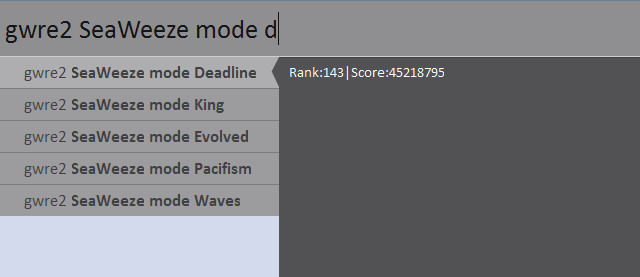 gwre2 SeaWeeze mode d
gwre2 SeaWeeze mode Deadline
Rank:143|Score:45218795
gwre2 SeaWeeze mode King
gwre2 SeaWeeze mode Evolved
gwre2 SeaWeeze mode Pacifism
gwre2 SeaWeeze mode Waves